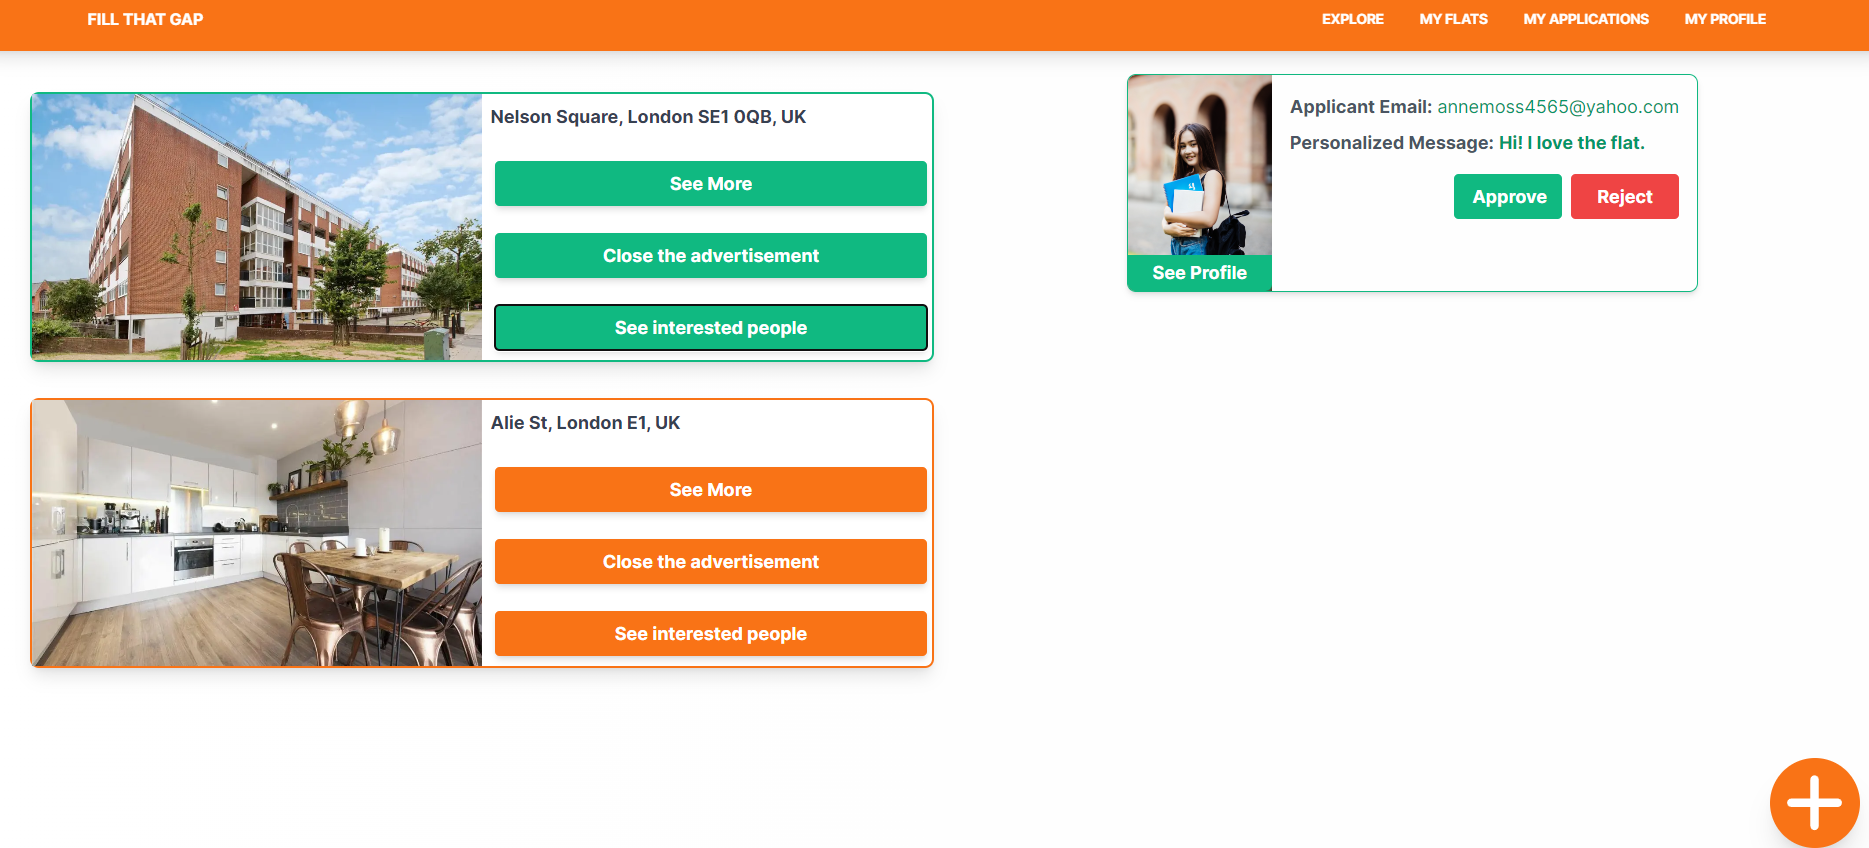 FILL THAT GAP
EXPLORE
MY FLATS
MY APPLICATIONS
MY PROFILE
Nelson Square, London SE1 0QB, UK
See More
Close the advertisement
See interested people
Alie St, London E1, UK
See More
Close the advertisement
See interested people
Applicant Email: annemoss4565@yahoo.com
Personalized Message: Hi! I love the flat.
Approve
Reject
4
See Profile